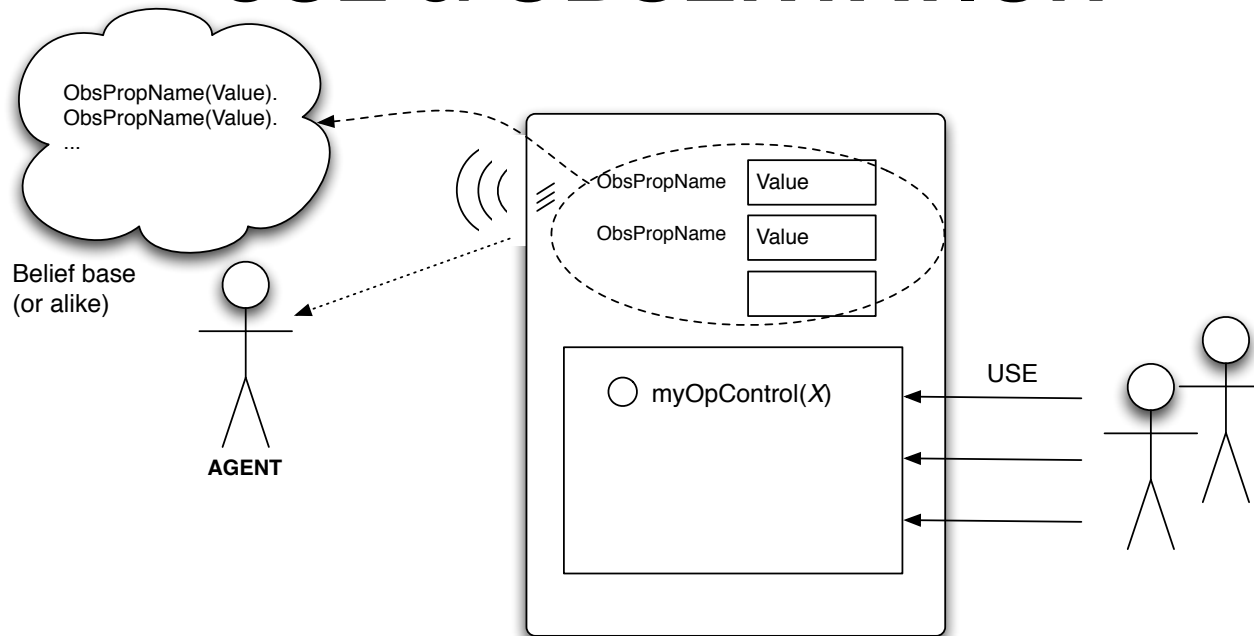 ObsPropName(Value).
ObsPropName(Value).
...
ObsPropName Value
ObsPropName Value
Belief base
(or alike)
AGENT
myOpControl(X)
USE